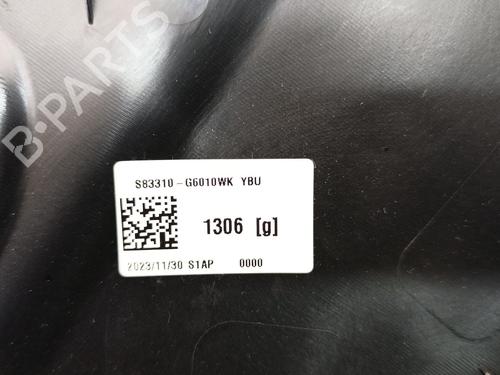 B-PARTS
S83310-G6010WK YBU
1306 [g]
2023/11/30 S1AP 0000